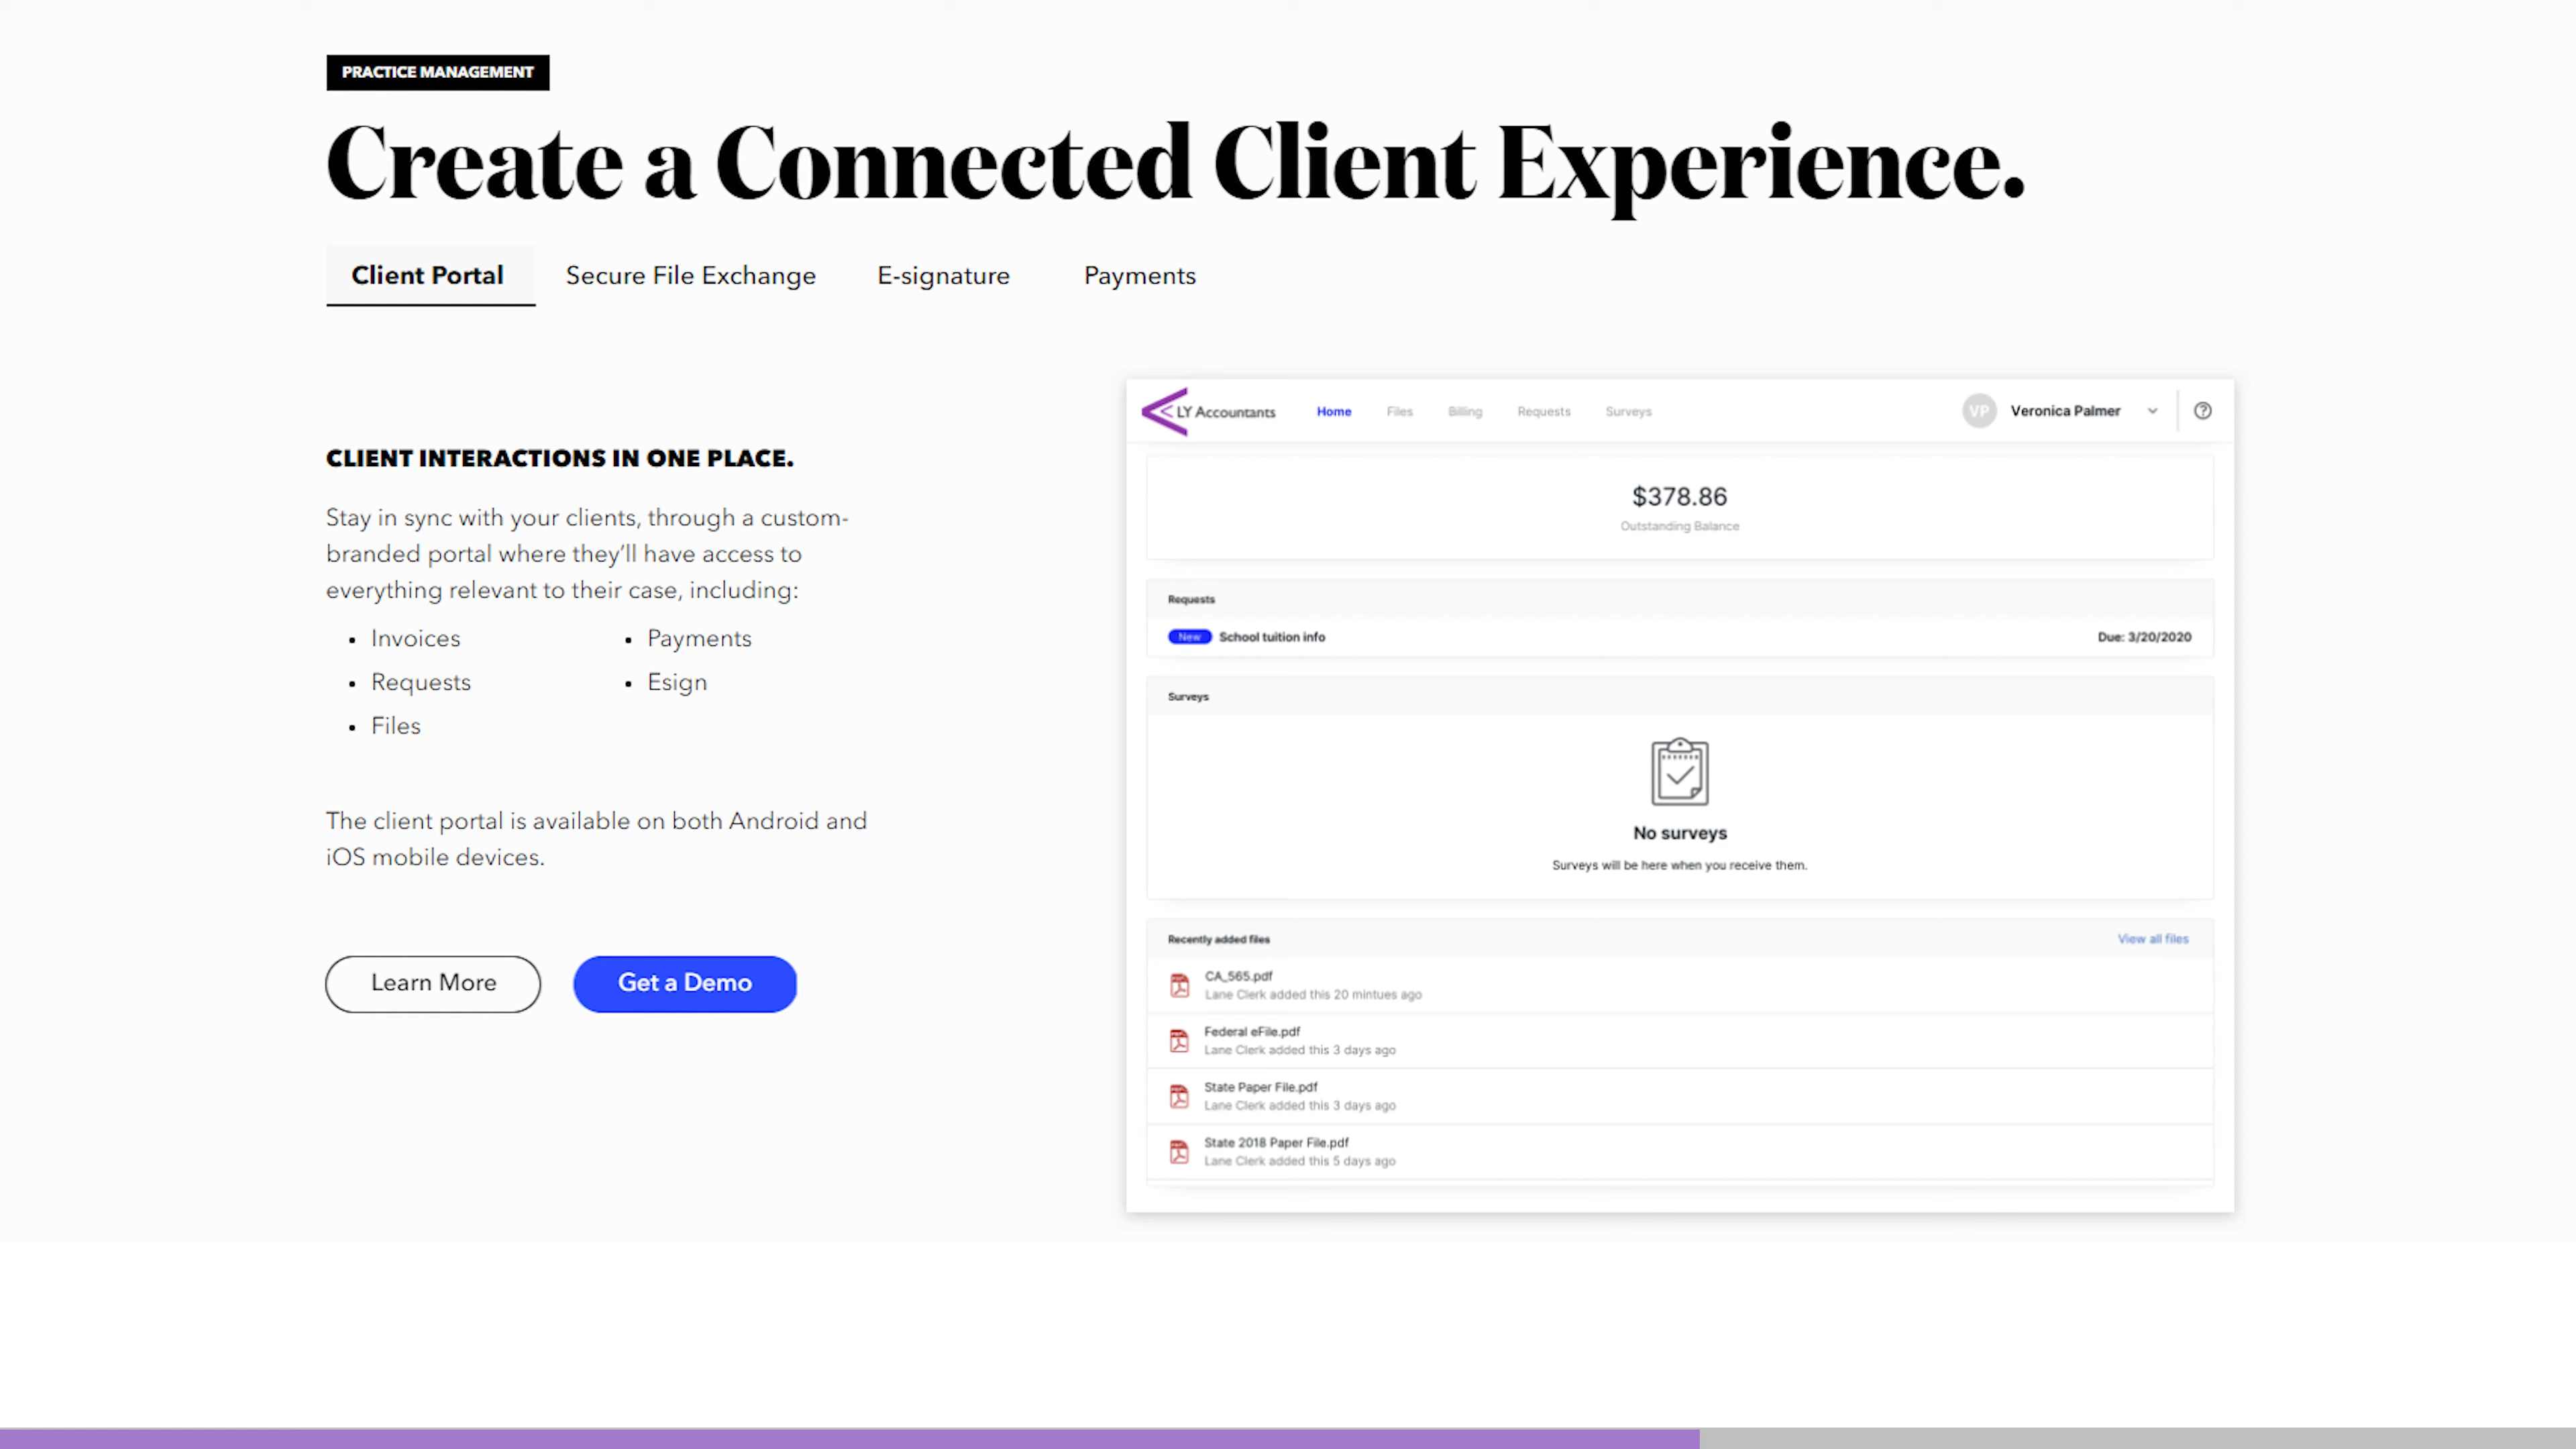 PRACTICE MANAGEMENT
Create a Connected Client Experience.
Client Portal
Secure File Exchange
E-signature
Payments
CLIENT INTERACTIONS IN ONE PLACE.
Stay in sync with your clients, through a custom-
branded portal where they'll have access to
everything relevant to their case, including:
Invoices
Requests
Files
Payments
Esign
The client portal is available on both Android and
iOS mobile devices.
Learn More
Get a Demo
LY Accountants
Home
Files
Billing
Requests
Surveys
VP
Veronica Palmer
?
$378.86
Outstanding Balance
Requests
New
School tuition info
Due: 3/20/2020
Surveys
No surveys
Surveys will be here when you receive them.
Recently added files
View all files
CA_565.pdf
Lane Clerk added this 20 mintues ago
Federal eFile.pdf
Lane Clerk added this 3 days ago
State Paper File.pdf
Lane Clerk added this 3 days ago
State 2018 Paper File.pdf
Lane Clerk added this 5 days ago